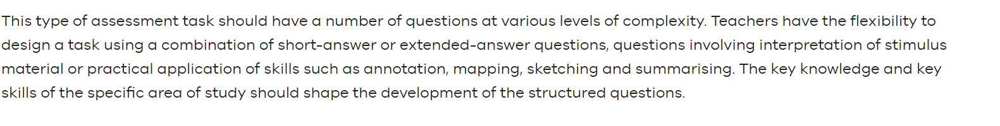 This type of assessment task should have a number of questions at various levels of complexity. Teachers have the flexibility to
design a task using a combination of short-answer or extended-answer questions, questions involving interpretation of stimulus
material or practical application of skills such as annotation, mapping, sketching and summarising. The key knowledge and key
skills of the specific area of study should shape the development of the structured questions.